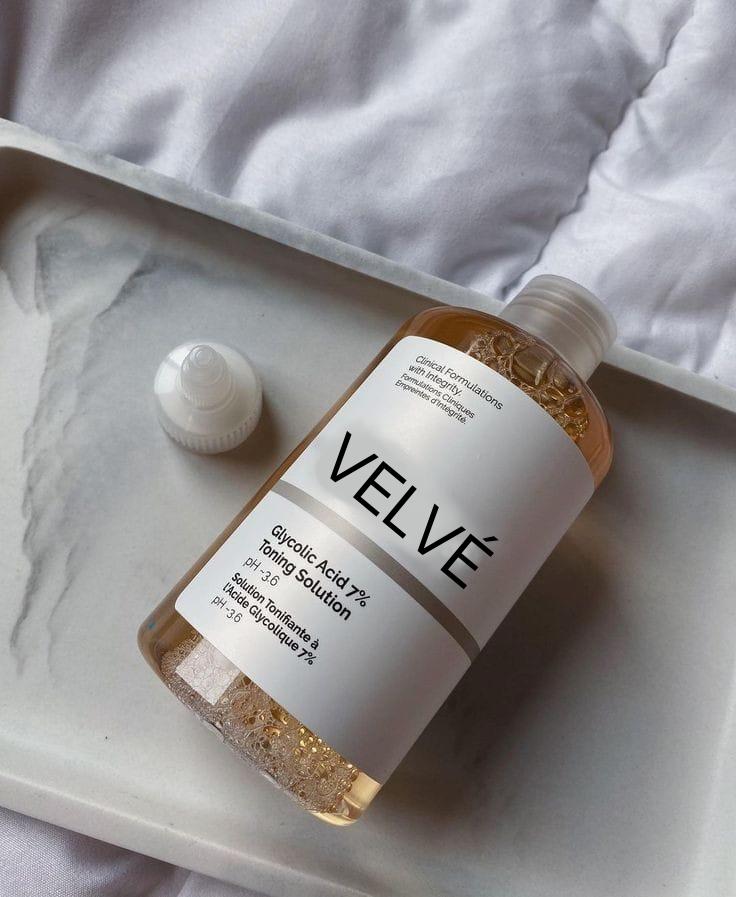 Clinical Formulations
with Integrity.
Formulations Cliniques
Empreintes d'Intégrité.
VELVÉ
Glycolic Acid 7%
Toning Solution
pH ~3.6
Solution Tonifiante à
l'Acide Glycolique 7%
pH ~3.6